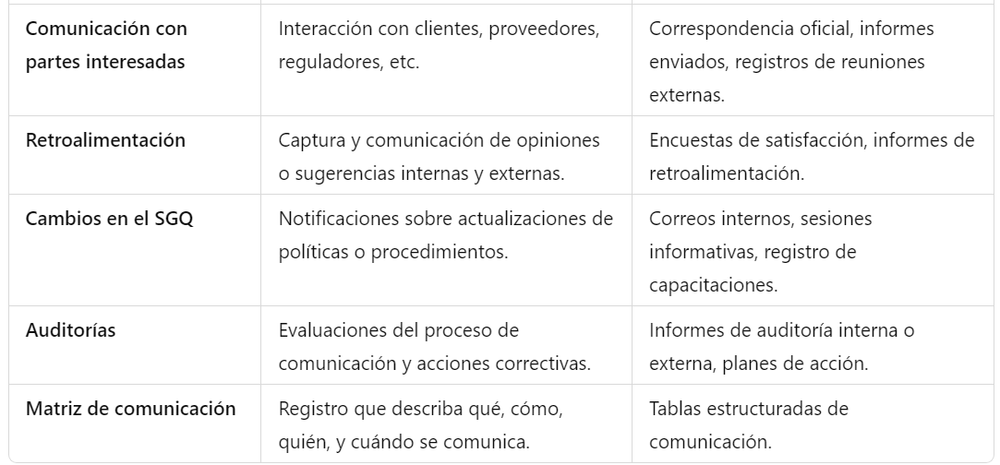 Comunicación con
partes interesadas
Interacción con clientes, proveedores,
reguladores, etc.
Correspondencia oficial, informes
enviados, registros de reuniones
externas.
Retroalimentación
Captura y comunicación de opiniones
o sugerencias internas y externas.
Encuestas de satisfacción, informes de
retroalimentación.
Cambios en el SGQ
Notificaciones sobre actualizaciones de
políticas o procedimientos.
Correos internos, sesiones
informativas, registro de
capacitaciones.
Auditorías
Evaluaciones del proceso de
comunicación y acciones correctivas.
Informes de auditoría interna o
externa, planes de acción.
Matriz de comunicación
Registro que describa qué, cómo,
quién, y cuándo se comunica.
Tablas estructuradas de
comunicación.